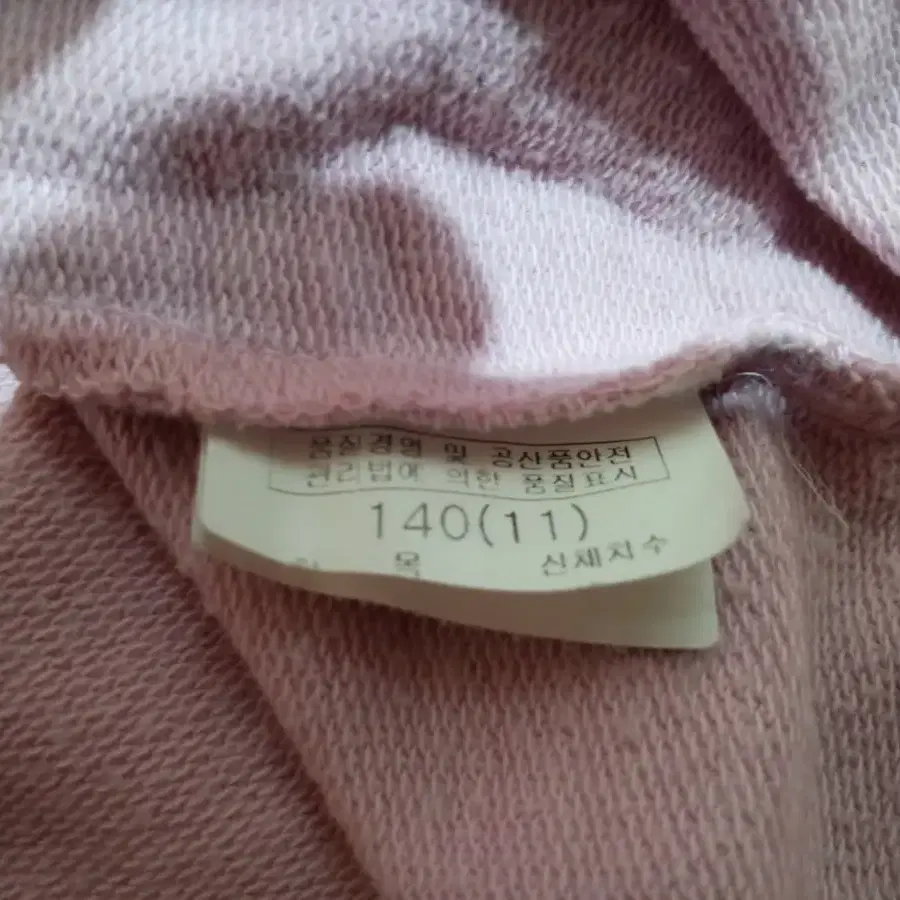 품질경영 및 공산품안전
관리법에 의한 품질표시
140(11)
목 신체치수